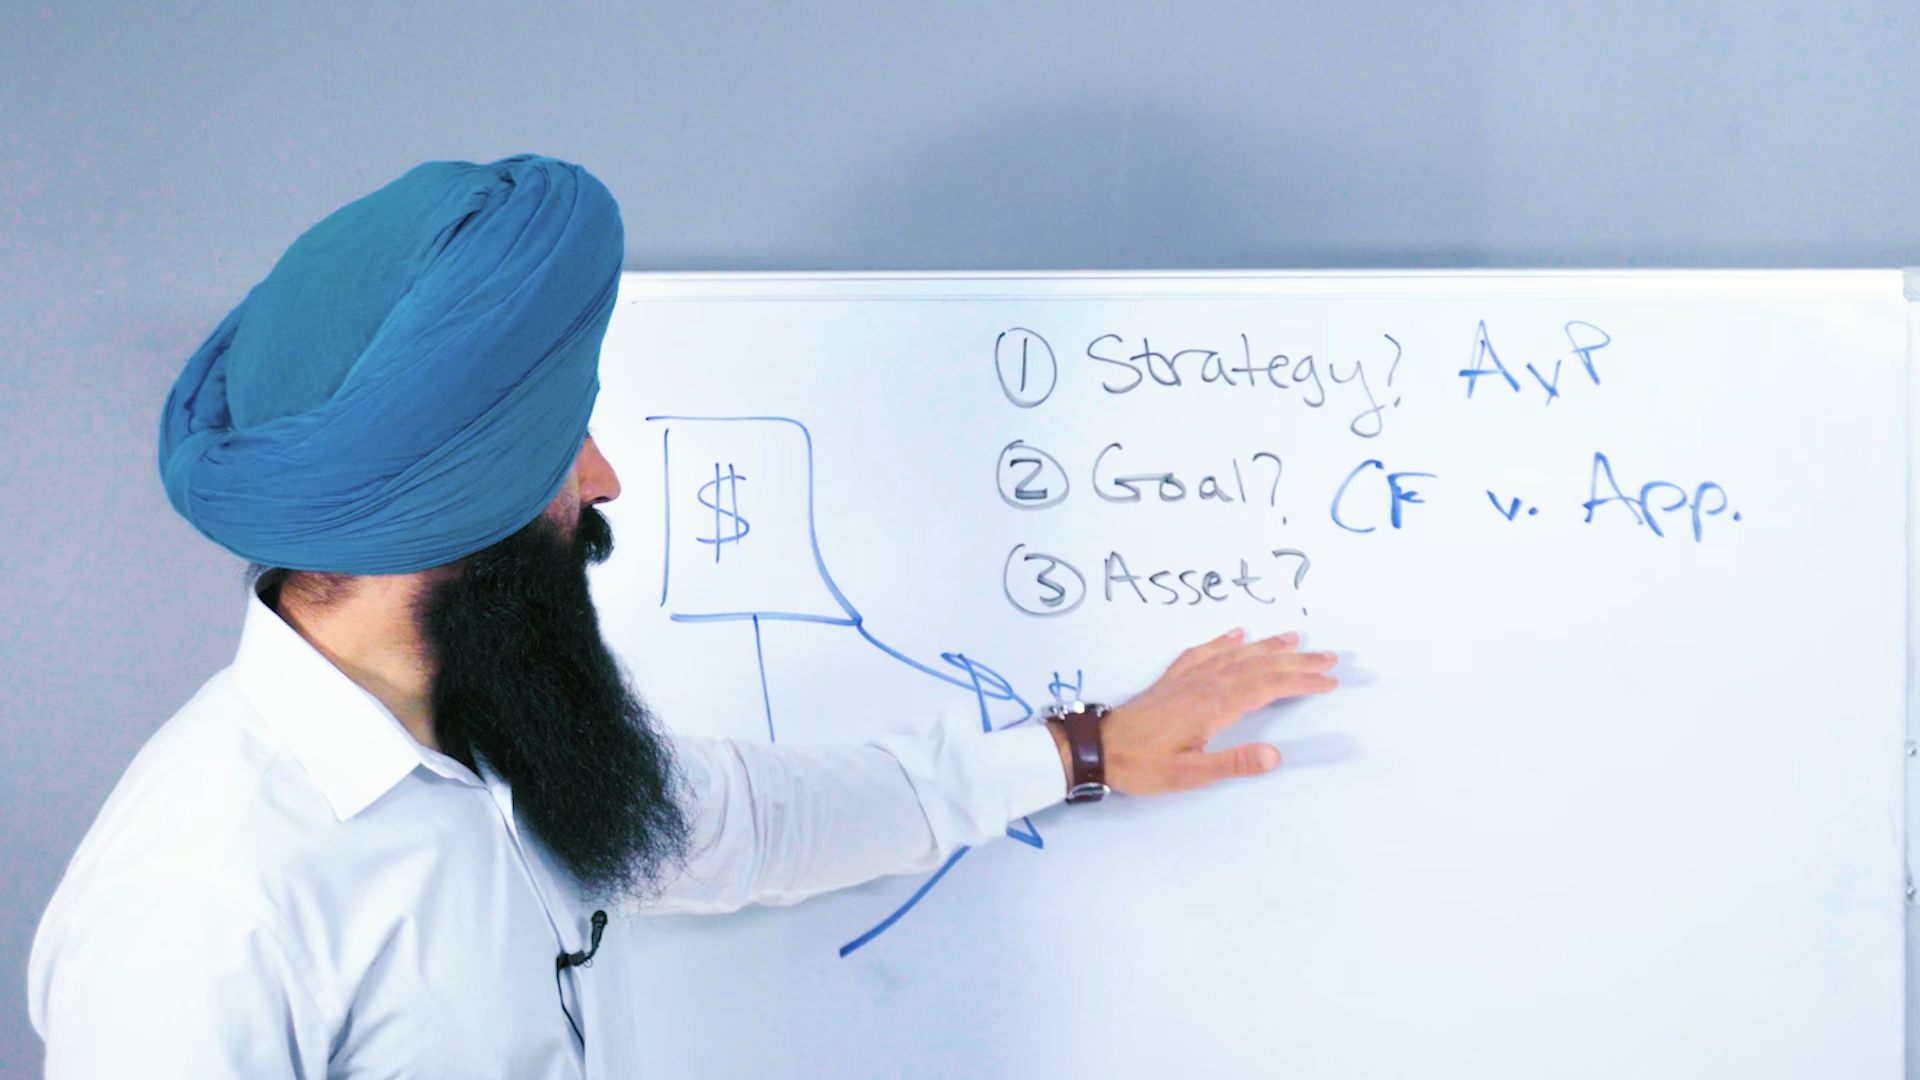 ① Strategy? A v P
② Goal? CF v. App.
③ Asset?
$